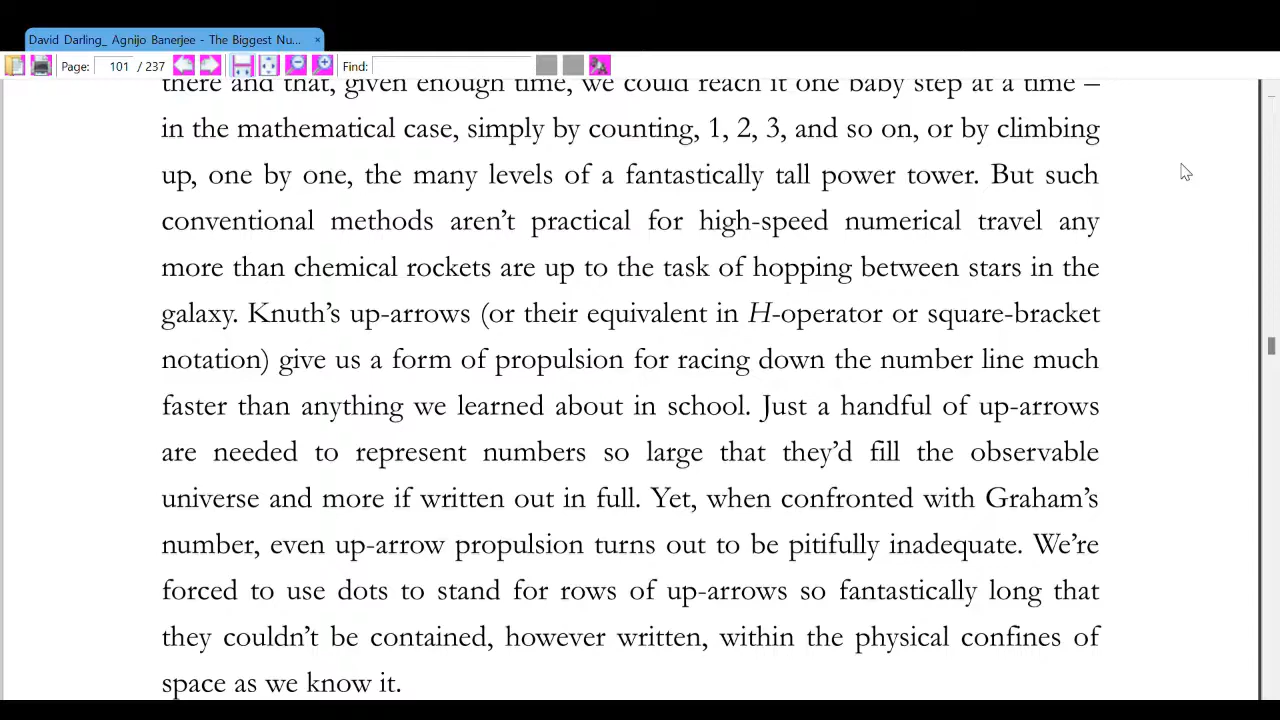 David Darling_ Agnijo Banerjee - The Biggest Nu... ×
Page: 101 / 237 Find:
there and that, given enough time, we could reach it one baby step at a time –
in the mathematical case, simply by counting, 1, 2, 3, and so on, or by climbing
up, one by one, the many levels of a fantastically tall power tower. But such
conventional methods aren’t practical for high-speed numerical travel any
more than chemical rockets are up to the task of hopping between stars in the
galaxy. Knuth’s up-arrows (or their equivalent in H-operator or square-bracket
notation) give us a form of propulsion for racing down the number line much
faster than anything we learned about in school. Just a handful of up-arrows
are needed to represent numbers so large that they’d fill the observable
universe and more if written out in full. Yet, when confronted with Graham’s
number, even up-arrow propulsion turns out to be pitifully inadequate. We’re
forced to use dots to stand for rows of up-arrows so fantastically long that
they couldn’t be contained, however written, within the physical confines of
space as we know it.